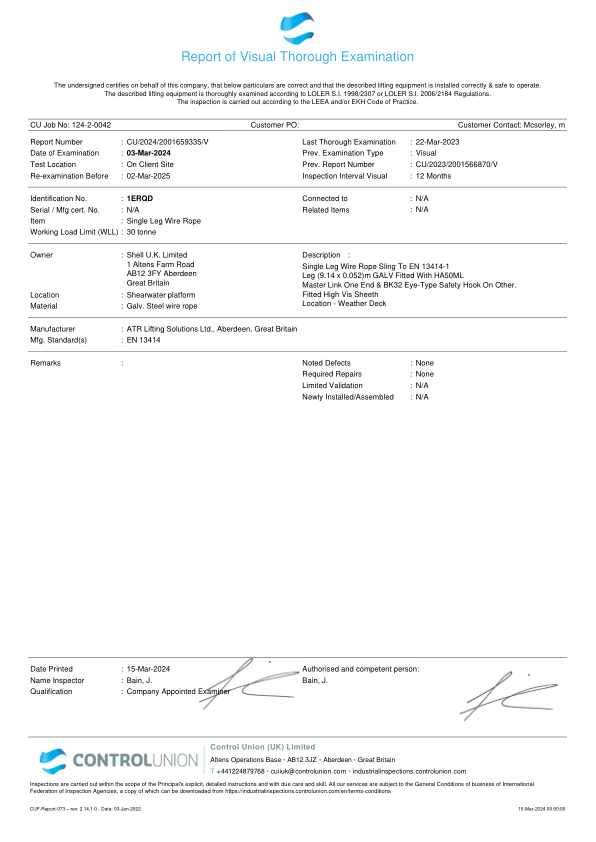 Report of Visual Thorough Examination
The undersigned certifies on behalf of this company, that below particulars are correct and that the described lifting equipment is installed correctly & safe to operate.
The described lifting equipment is thoroughly examined according to LOLER S.I. 1998/2307 or LOLER S.I. 2006/2184 Regulations.
The inspection is carried out according to the LEEA and/or EKH Code of Practice.
CU Job No: 124-2-0042 Customer PO: Customer Contact: Mcsorley, m
Report Number : CU/2024/2001659335/V Last Thorough Examination : 22-Mar-2023
Date of Examination : 03-Mar-2024 Prev. Examination Type : Visual
Test Location : On Client Site Prev. Report Number : CU/2023/2001566870/V
Re-examination Before : 02-Mar-2025 Inspection Interval Visual : 12 Months
Identification No. : 1ERQD Connected to : N/A
Serial / Mfg cert. No. : N/A Related Items : N/A
Item : Single Leg Wire Rope
Working Load Limit (WLL) : 30 tonne
Owner : Shell U.K. Limited Description :
1 Altens Farm Road Single Leg Wire Rope Sling To EN 13414-1
AB12 3FY Aberdeen Leg (9.14 x 0.052)m GALV Fitted With HA50ML
Great Britain Master Link One End & BK32 Eye-Type Safety Hook On Other.
Location : Shearwater platform Fitted High Vis Sheeth
Material : Galv. Steel wire rope Location - Weather Deck
Manufacturer : ATR Lifting Solutions Ltd., Aberdeen, Great Britain
Mfg. Standard(s) : EN 13414
Remarks : Noted Defects : None
Required Repairs : None
Limited Validation : N/A
Newly Installed/Assembled : N/A
Date Printed : 15-Mar-2024 Authorised and competent person:
Name Inspector : Bain, J. Bain, J.
Qualification : Company Appointed Examiner
CONTROLUNION
Control Union (UK) Limited
Altens Operations Base · AB12 3JZ · Aberdeen · Great Britain
T +441224879768 · cuiiuk@controlunion.com · industrialinspections.controlunion.com
Inspections are carried out within the scope of the Principal's explicit, detailed instructions and with due care and skill. All our services are subject to the General Conditions of business of International
Federation of Inspection Agencies, a copy of which can be downloaded from https://industrialinspections.controlunion.com/en/terms-conditions
CUF-Report-073 – rev: 2.14.1.0 - Date: 03-Jun-2022 15-Mar-2024 00:00:00